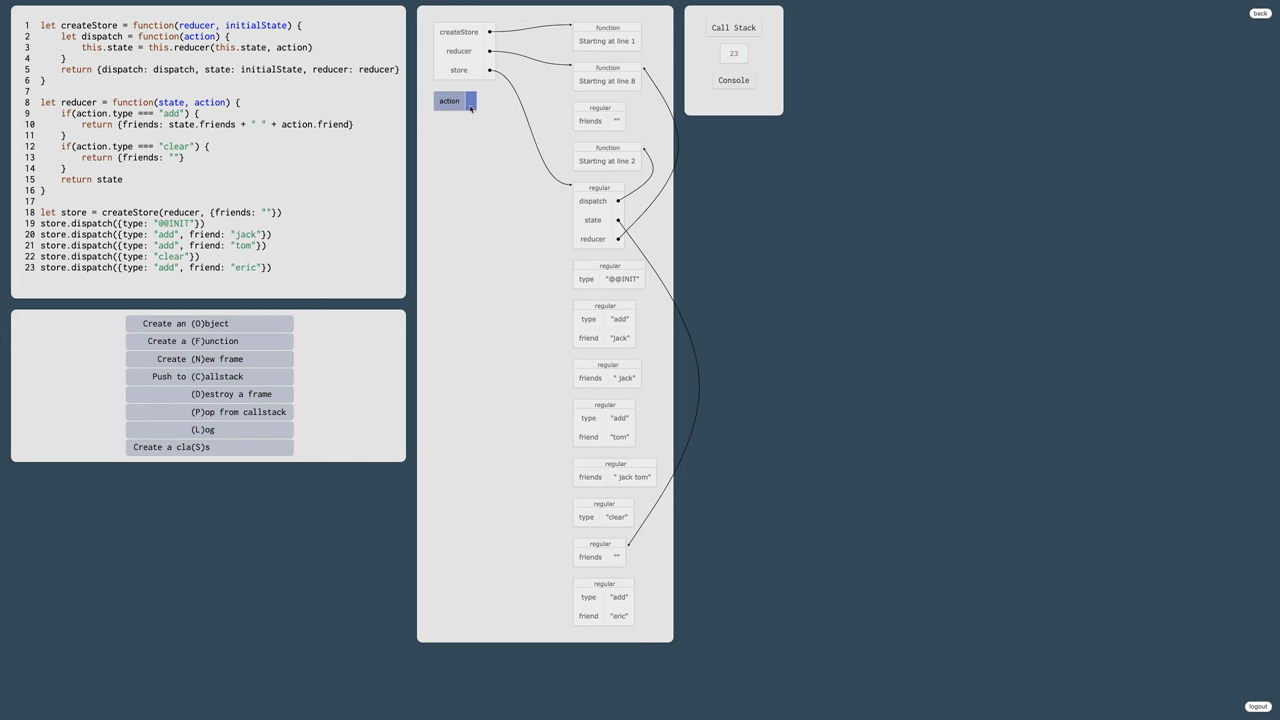 1 let createStore = function(reducer, initialState) {
2 let dispatch = function(action) {
3 this.state = this.reducer(this.state, action)
4 }
5 return {dispatch: dispatch, state: initialState, reducer: reducer}
6 }
7
8 let reducer = function(state, action) {
9 if(action.type === "add") {
10 return {friends: state.friends + " " + action.friend}
11 }
12 if(action.type === "clear") {
13 return {friends: ""}
14 }
15 return state
16 }
17
18 let store = createStore(reducer, {friends: ""})
19 store.dispatch({type: "@@INIT"})
20 store.dispatch({type: "add", friend: "jack"})
21 store.dispatch({type: "add", friend: "tom"})
22 store.dispatch({type: "clear"})
23 store.dispatch({type: "add", friend: "eric"})
Create an (O)bject
Create a (F)unction
Create (N)ew frame
Push to (C)allstack
(D)estroy a frame
(P)op from callstack
(L)og
Create a cla(S)s
createStore
reducer
store
action
function
Starting at line 1
function
Starting at line 8
regular
friends ""
function
Starting at line 2
regular
dispatch
state
reducer
regular
type "@@INIT"
regular
type "add"
friend "jack"
regular
friends " jack"
regular
type "add"
friend "tom"
regular
friends " jack tom"
regular
type "clear"
regular
friends ""
regular
type "add"
friend "eric"
Call Stack
23
Console
back
logout